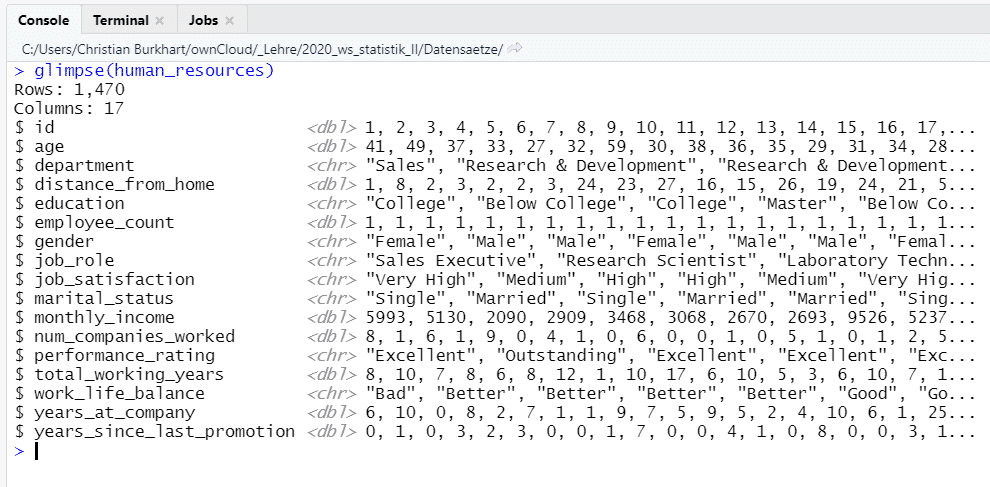 Console Terminal × Jobs ×
C:/Users/Christian Burkhart/ownCloud/_Lehre/2020_ws_statistik_II/Datensaetze/
> glimpse(human_resources)
Rows: 1,470
Columns: 17
$ id <dbl> 1, 2, 3, 4, 5, 6, 7, 8, 9, 10, 11, 12, 13, 14, 15, 16, 17,...
$ age <dbl> 41, 49, 37, 33, 27, 32, 59, 30, 38, 36, 35, 29, 31, 34, 28...
$ department <chr> "Sales", "Research & Development", "Research & Development...
$ distance_from_home <dbl> 1, 8, 2, 3, 2, 2, 3, 24, 23, 27, 16, 15, 26, 19, 24, 21, 5...
$ education <chr> "College", "Below College", "College", "Master", "Below Co...
$ employee_count <dbl> 1, 1, 1, 1, 1, 1, 1, 1, 1, 1, 1, 1, 1, 1, 1, 1, 1, 1, 1, 1...
$ gender <chr> "Female", "Male", "Male", "Female", "Male", "Male", "Femal...
$ job_role <chr> "Sales Executive", "Research Scientist", "Laboratory Techn...
$ job_satisfaction <chr> "Very High", "Medium", "High", "High", "Medium", "Very Hig...
$ marital_status <chr> "Single", "Married", "Single", "Married", "Married", "Sing...
$ monthly_income <dbl> 5993, 5130, 2090, 2909, 3468, 3068, 2670, 2693, 9526, 5237...
$ num_companies_worked <dbl> 8, 1, 6, 1, 9, 0, 4, 1, 0, 6, 0, 0, 1, 0, 5, 1, 0, 1, 2, 5...
$ performance_rating <chr> "Excellent", "Outstanding", "Excellent", "Excellent", "Exc...
$ total_working_years <dbl> 8, 10, 7, 8, 6, 8, 12, 1, 10, 17, 6, 10, 5, 3, 6, 10, 7, 1...
$ work_life_balance <chr> "Bad", "Better", "Better", "Better", "Better", "Good", "Go...
$ years_at_company <dbl> 6, 10, 0, 8, 2, 7, 1, 1, 9, 7, 5, 9, 5, 2, 4, 10, 6, 1, 25...
$ years_since_last_promotion <dbl> 0, 1, 0, 3, 2, 3, 0, 0, 1, 7, 0, 0, 4, 1, 0, 8, 0, 0, 3, 1...
>